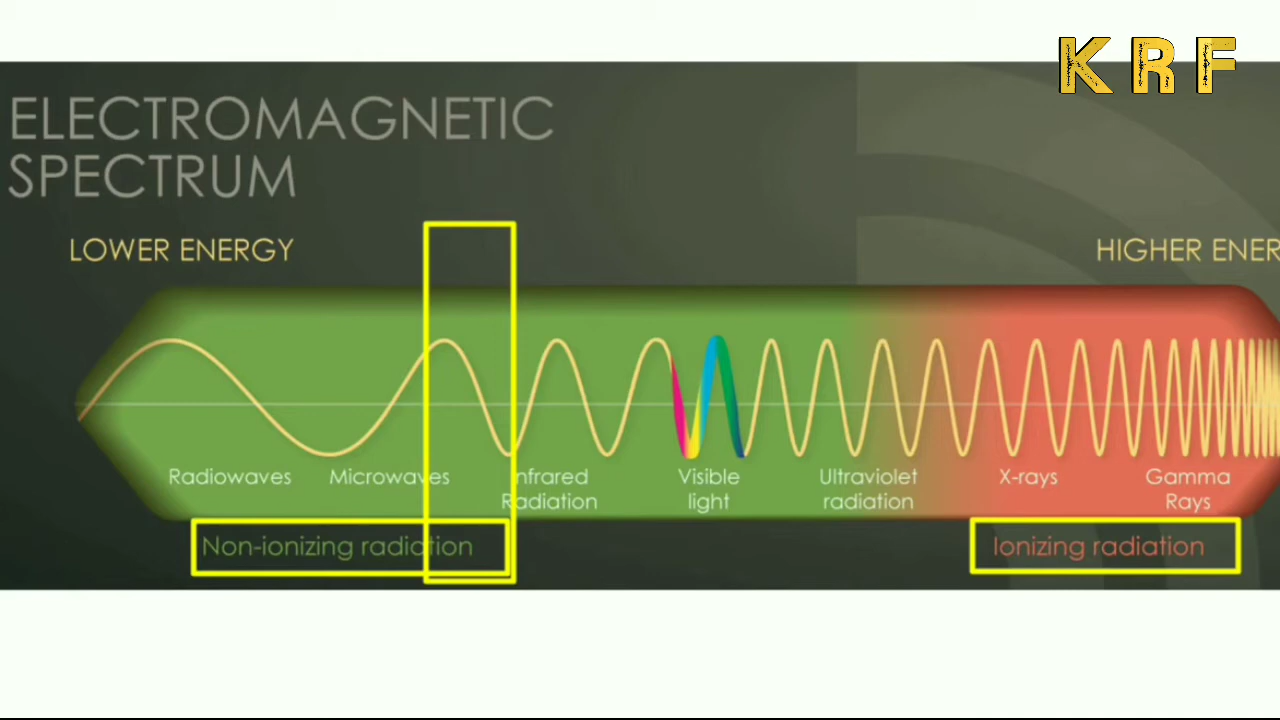 KRF
ELECTROMAGNETIC
SPECTRUM
LOWER ENERGY
HIGHER ENER
Radiowaves
Microwaves
Infrared
Radiation
Visible
light
Ultraviolet
radiation
X-rays
Gamma
Rays
Non-ionizing radiation
Ionizing radiation